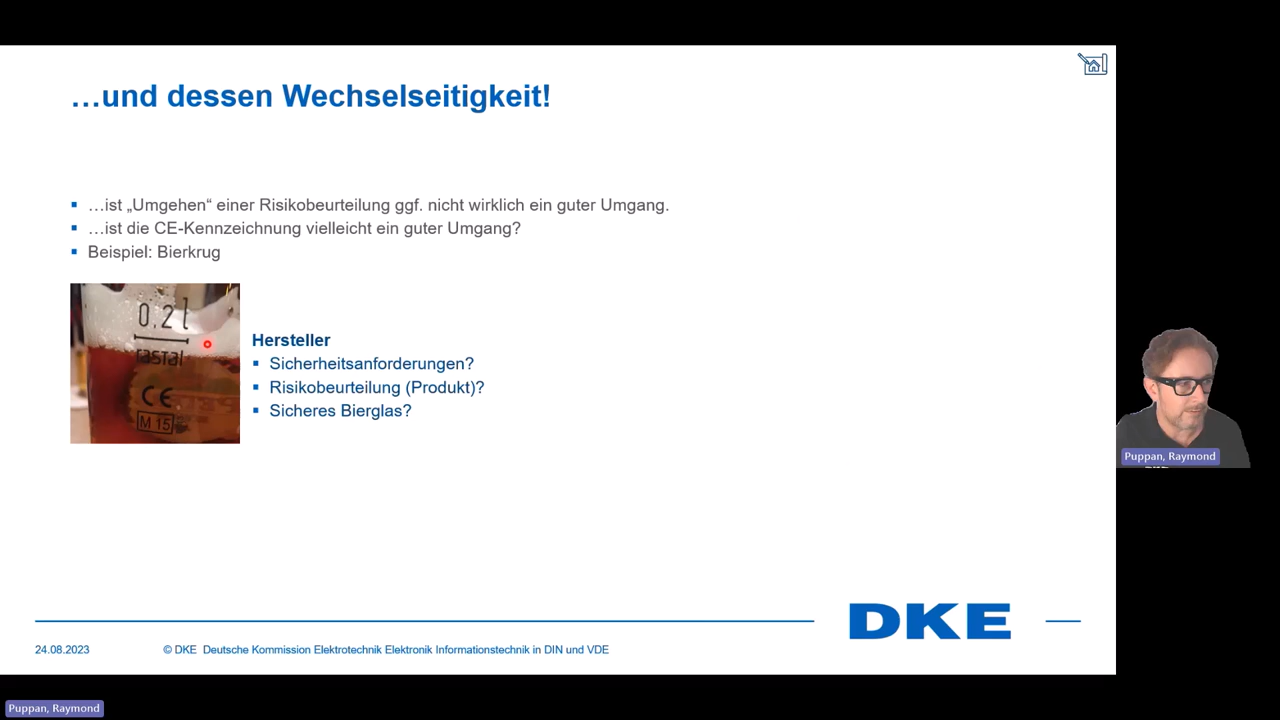 …und dessen Wechselseitigkeit!
…ist „Umgehen“ einer Risikobeurteilung ggf. nicht wirklich ein guter Umgang.
…ist die CE-Kennzeichnung vielleicht ein guter Umgang?
Beispiel: Bierkrug
0,2 l
rastal
CE
M 15
Hersteller
Sicherheitsanforderungen?
Risikobeurteilung (Produkt)?
Sicheres Bierglas?
Puppan, Raymond
DKE
24.08.2023
© DKE Deutsche Kommission Elektrotechnik Elektronik Informationstechnik in DIN und VDE
Puppan, Raymond